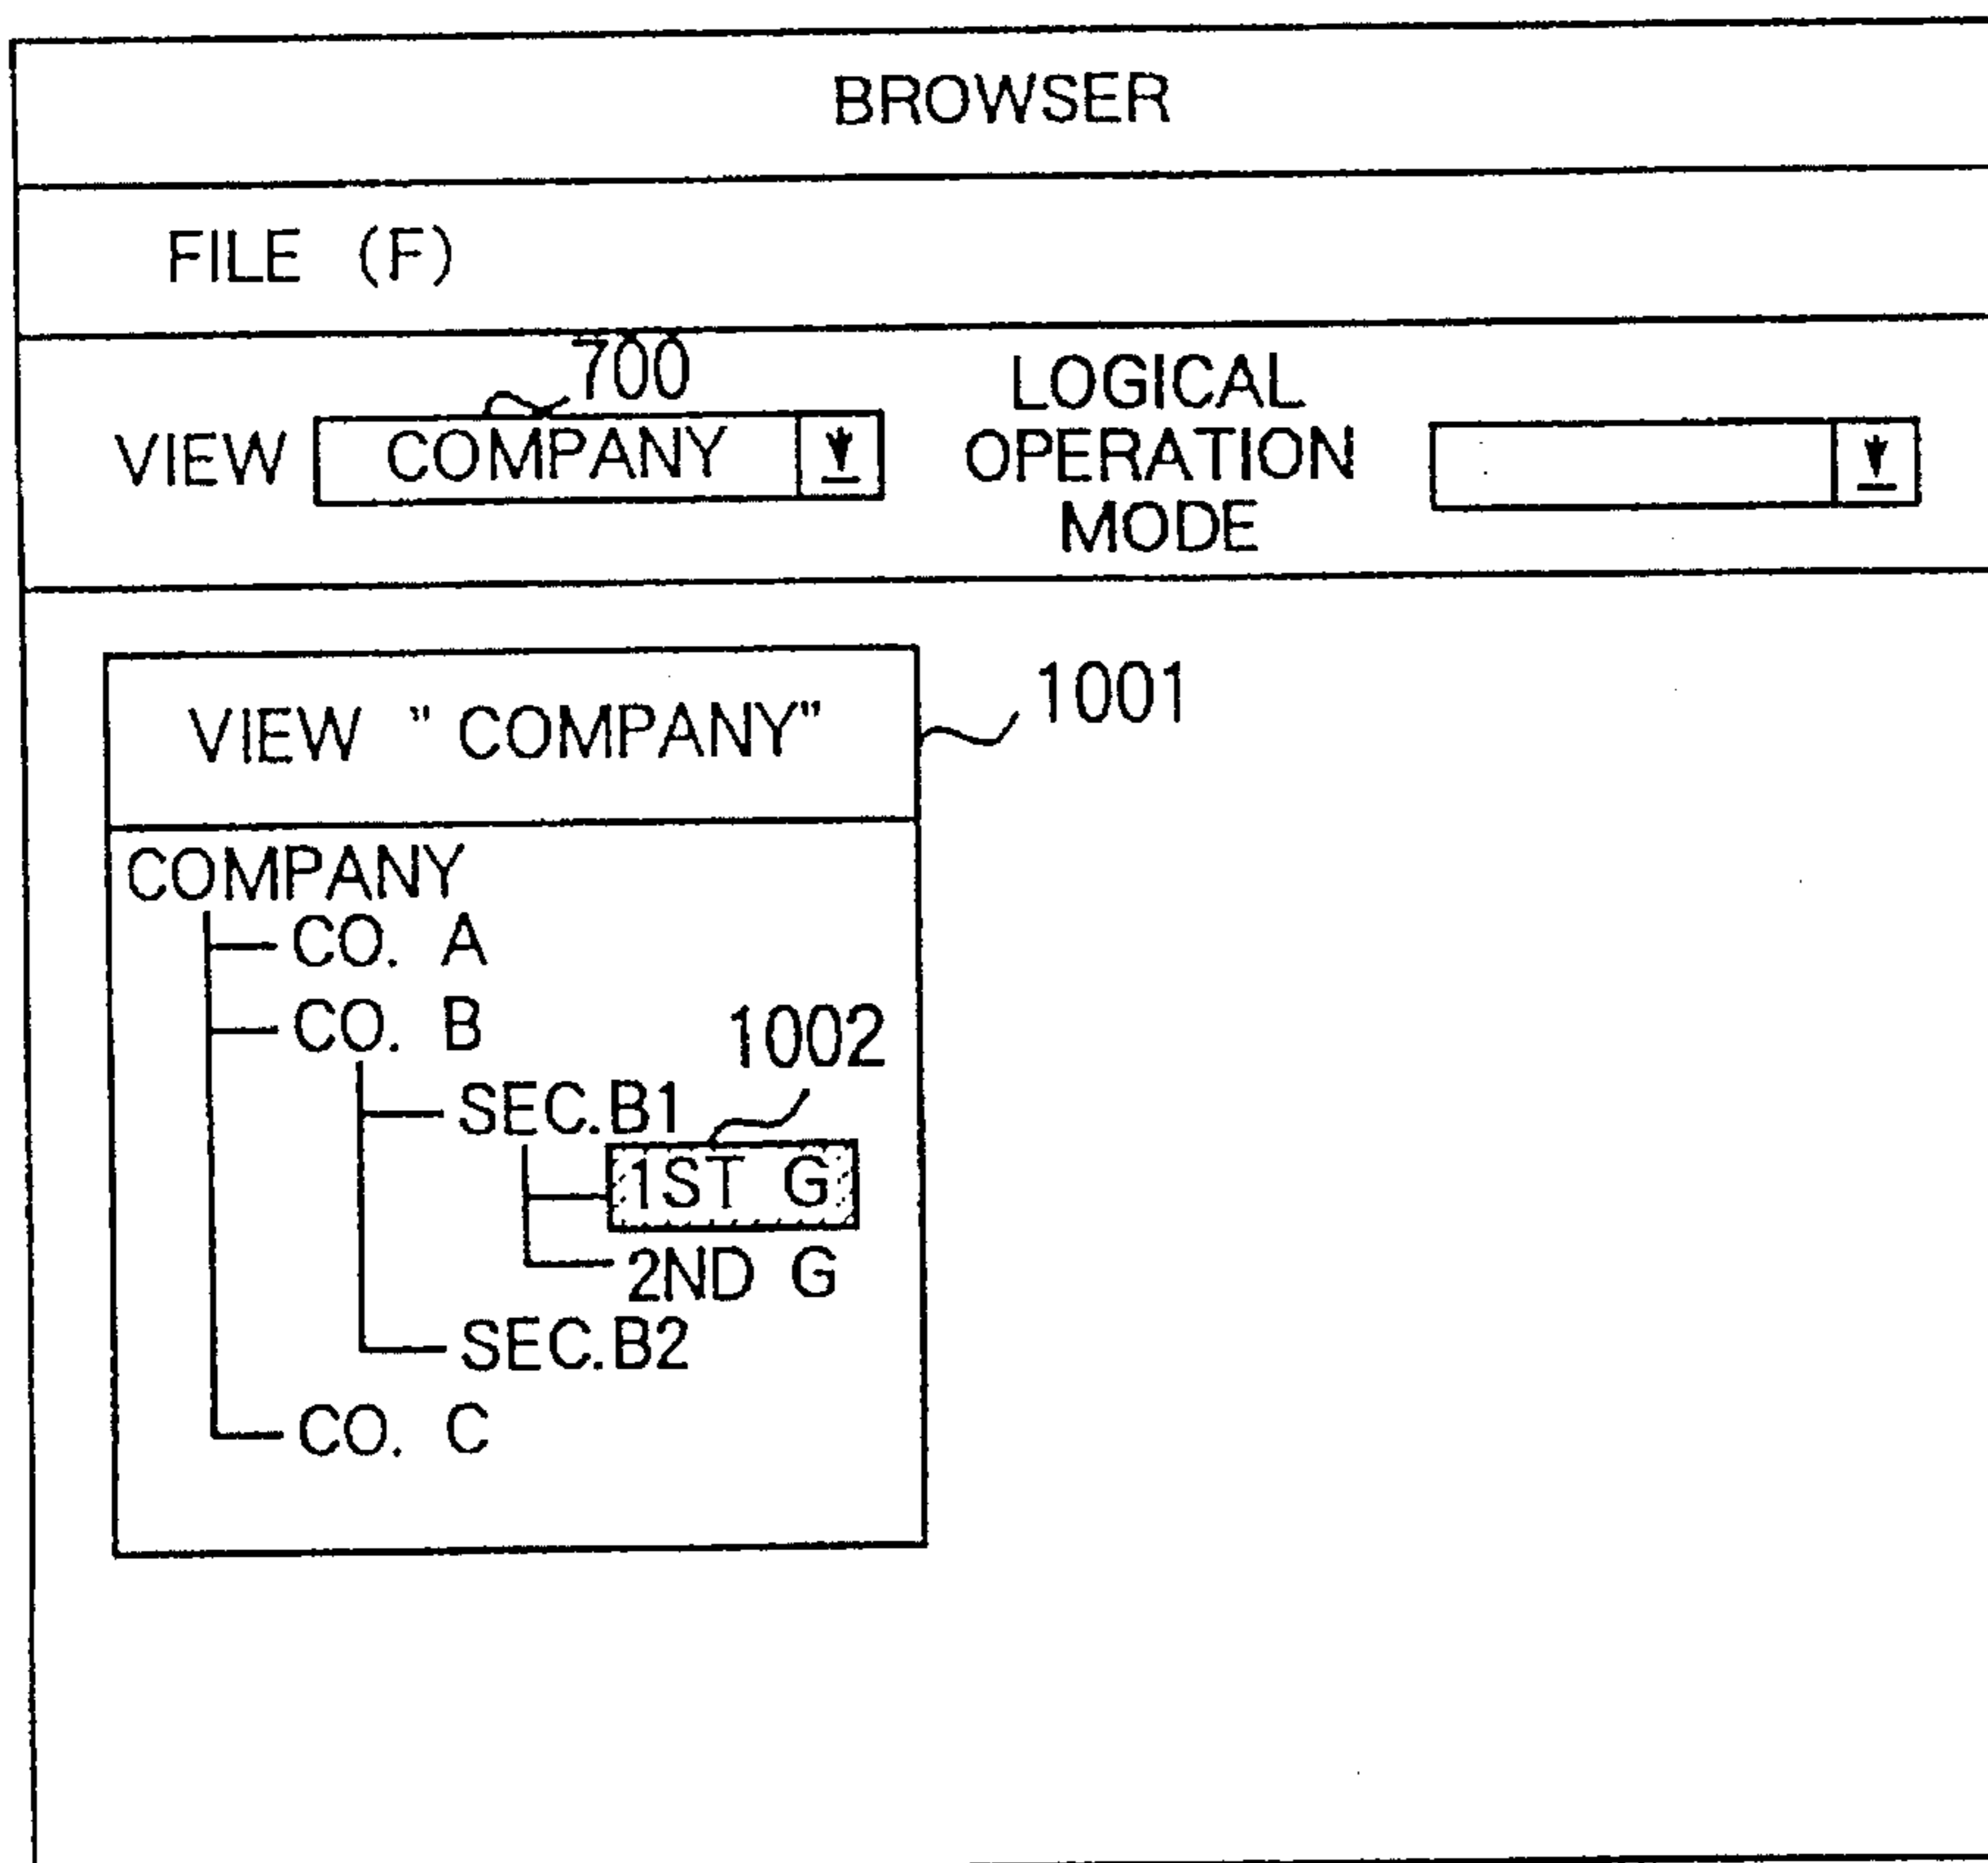 BROWSER
FILE (F)
700
VIEW COMPANY
LOGICAL
OPERATION
MODE
VIEW " COMPANY"
1001
COMPANY
CO. A
CO. B
1002
SEC.B1
1ST G
2ND G
SEC.B2
CO. C